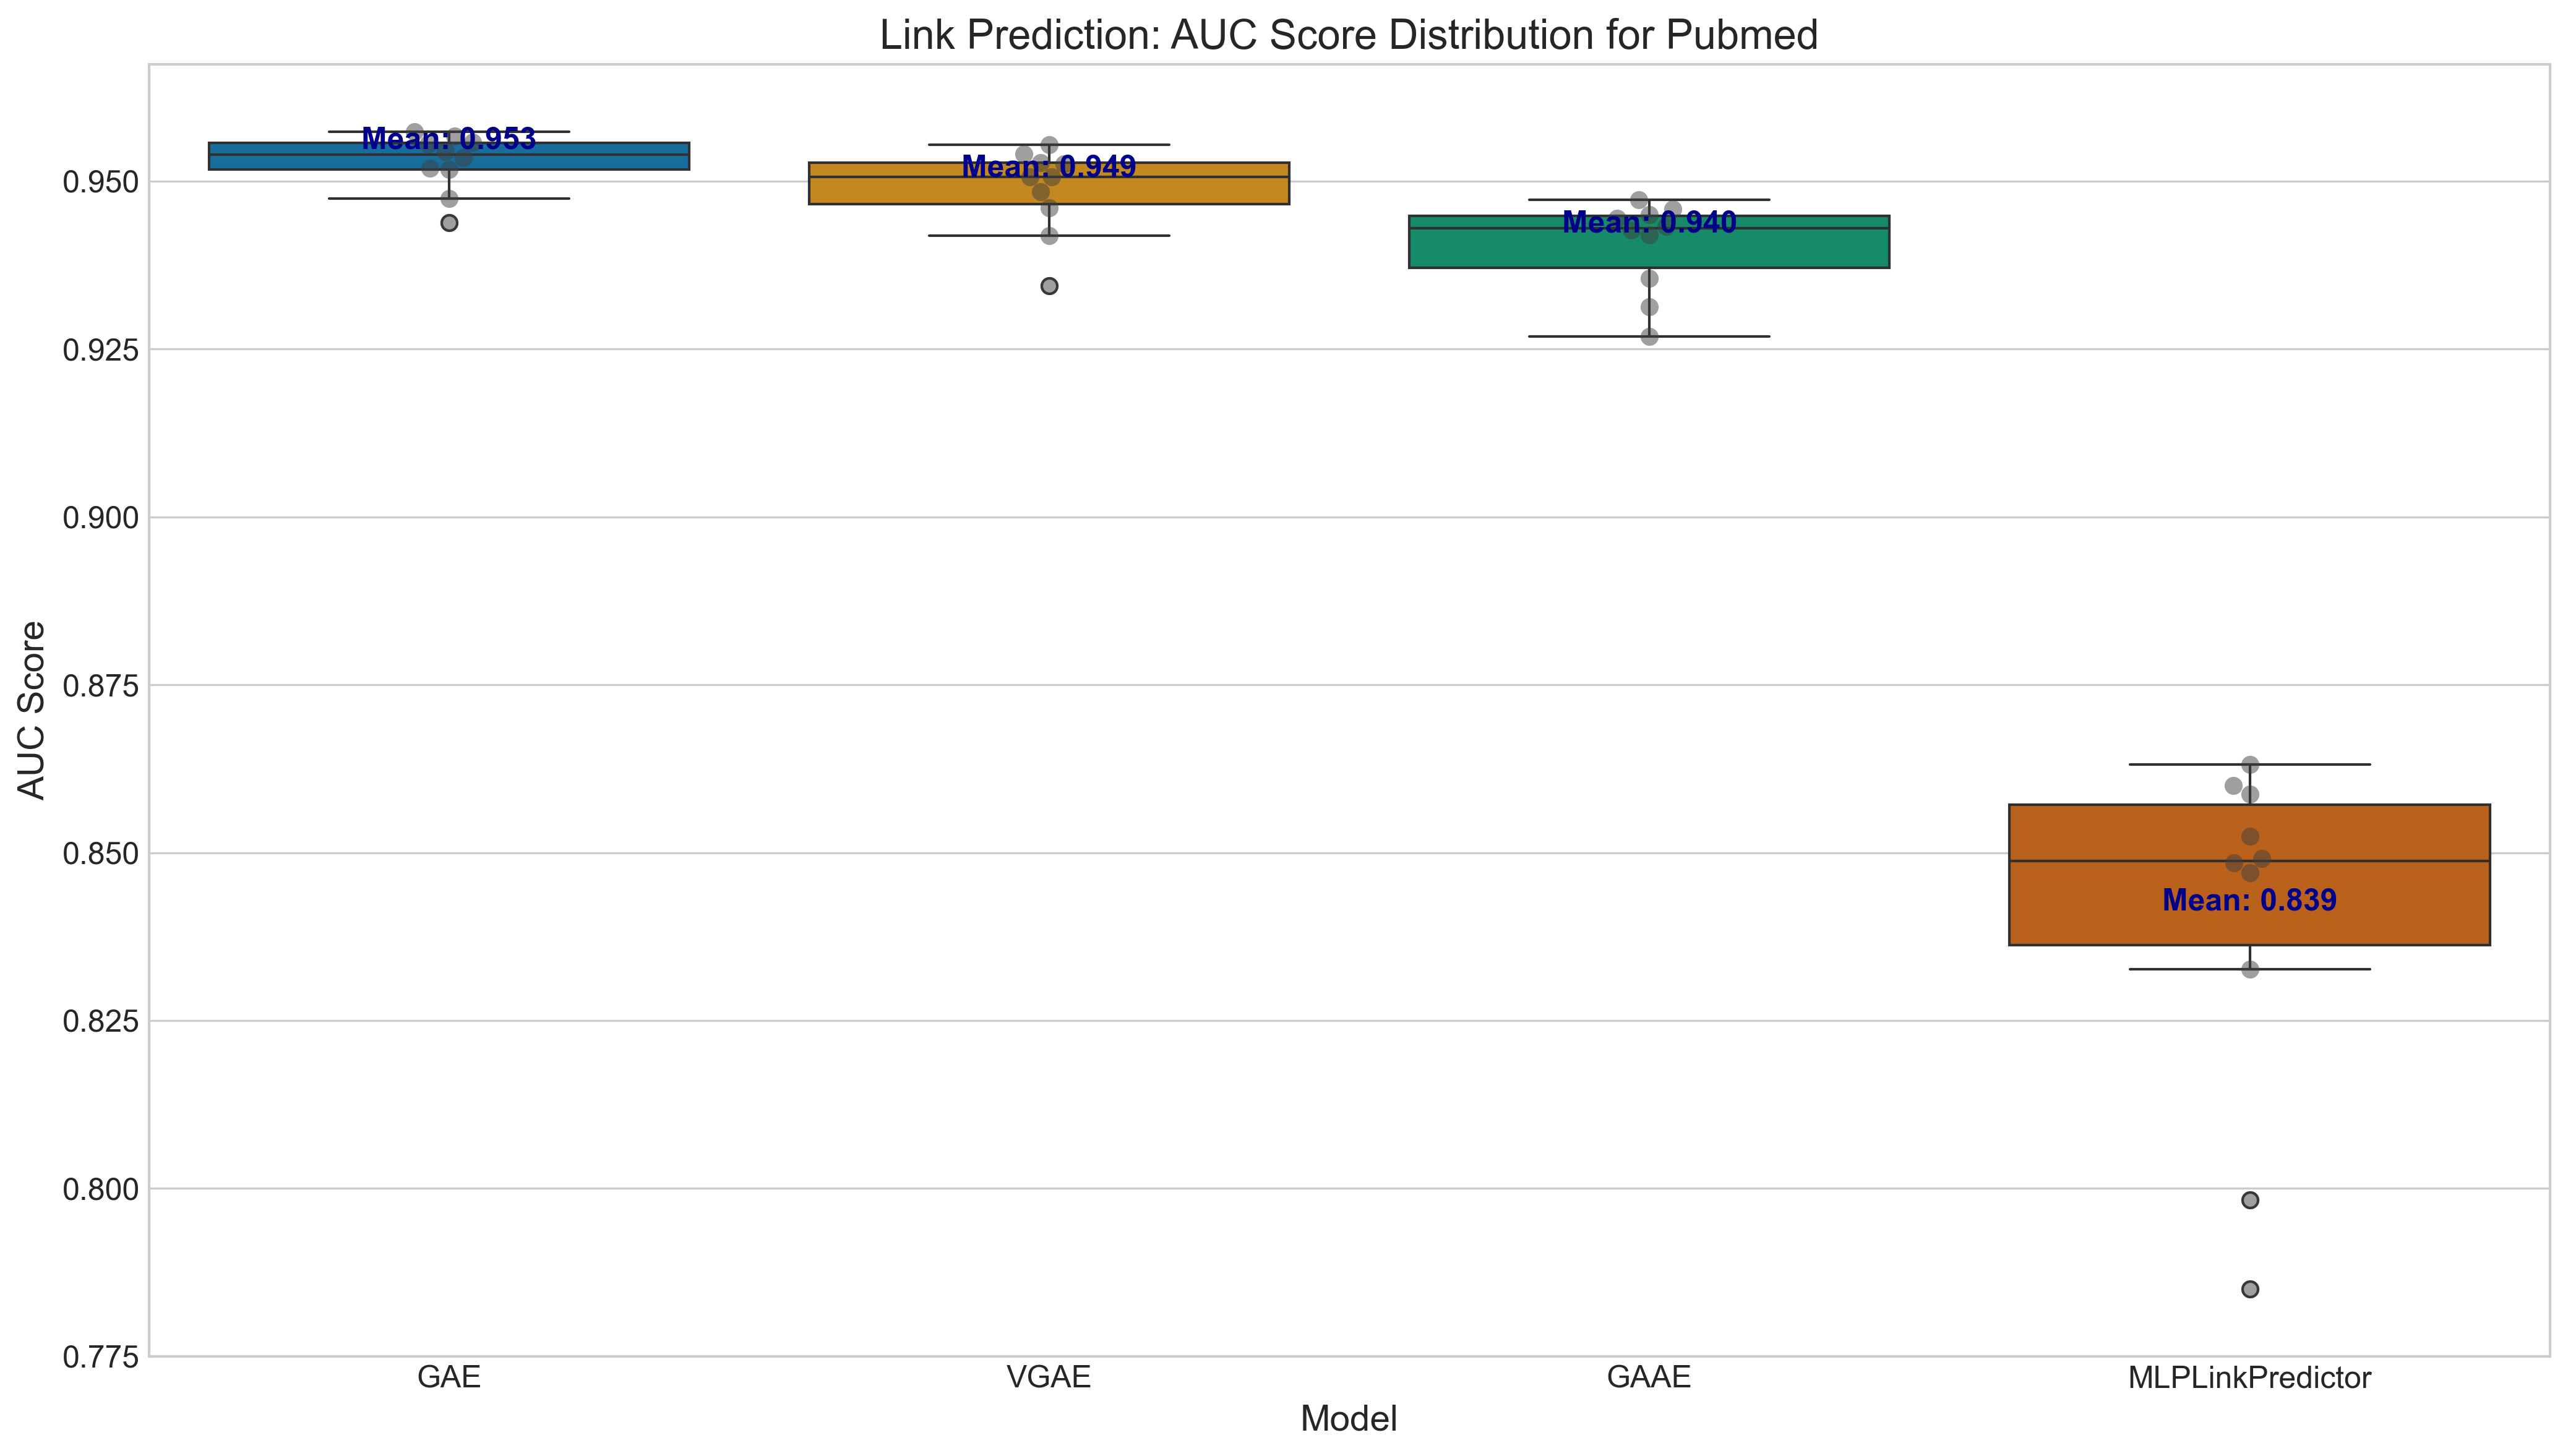 Link Prediction: AUC Score Distribution for Pubmed
Mean: 0.953
Mean: 0.949
Mean: 0.940
Mean: 0.839
0.950
0.925
0.900
0.875
0.850
0.825
0.800
0.775
AUC Score
GAE
VGAE
GAAE
MLPLinkPredictor
Model